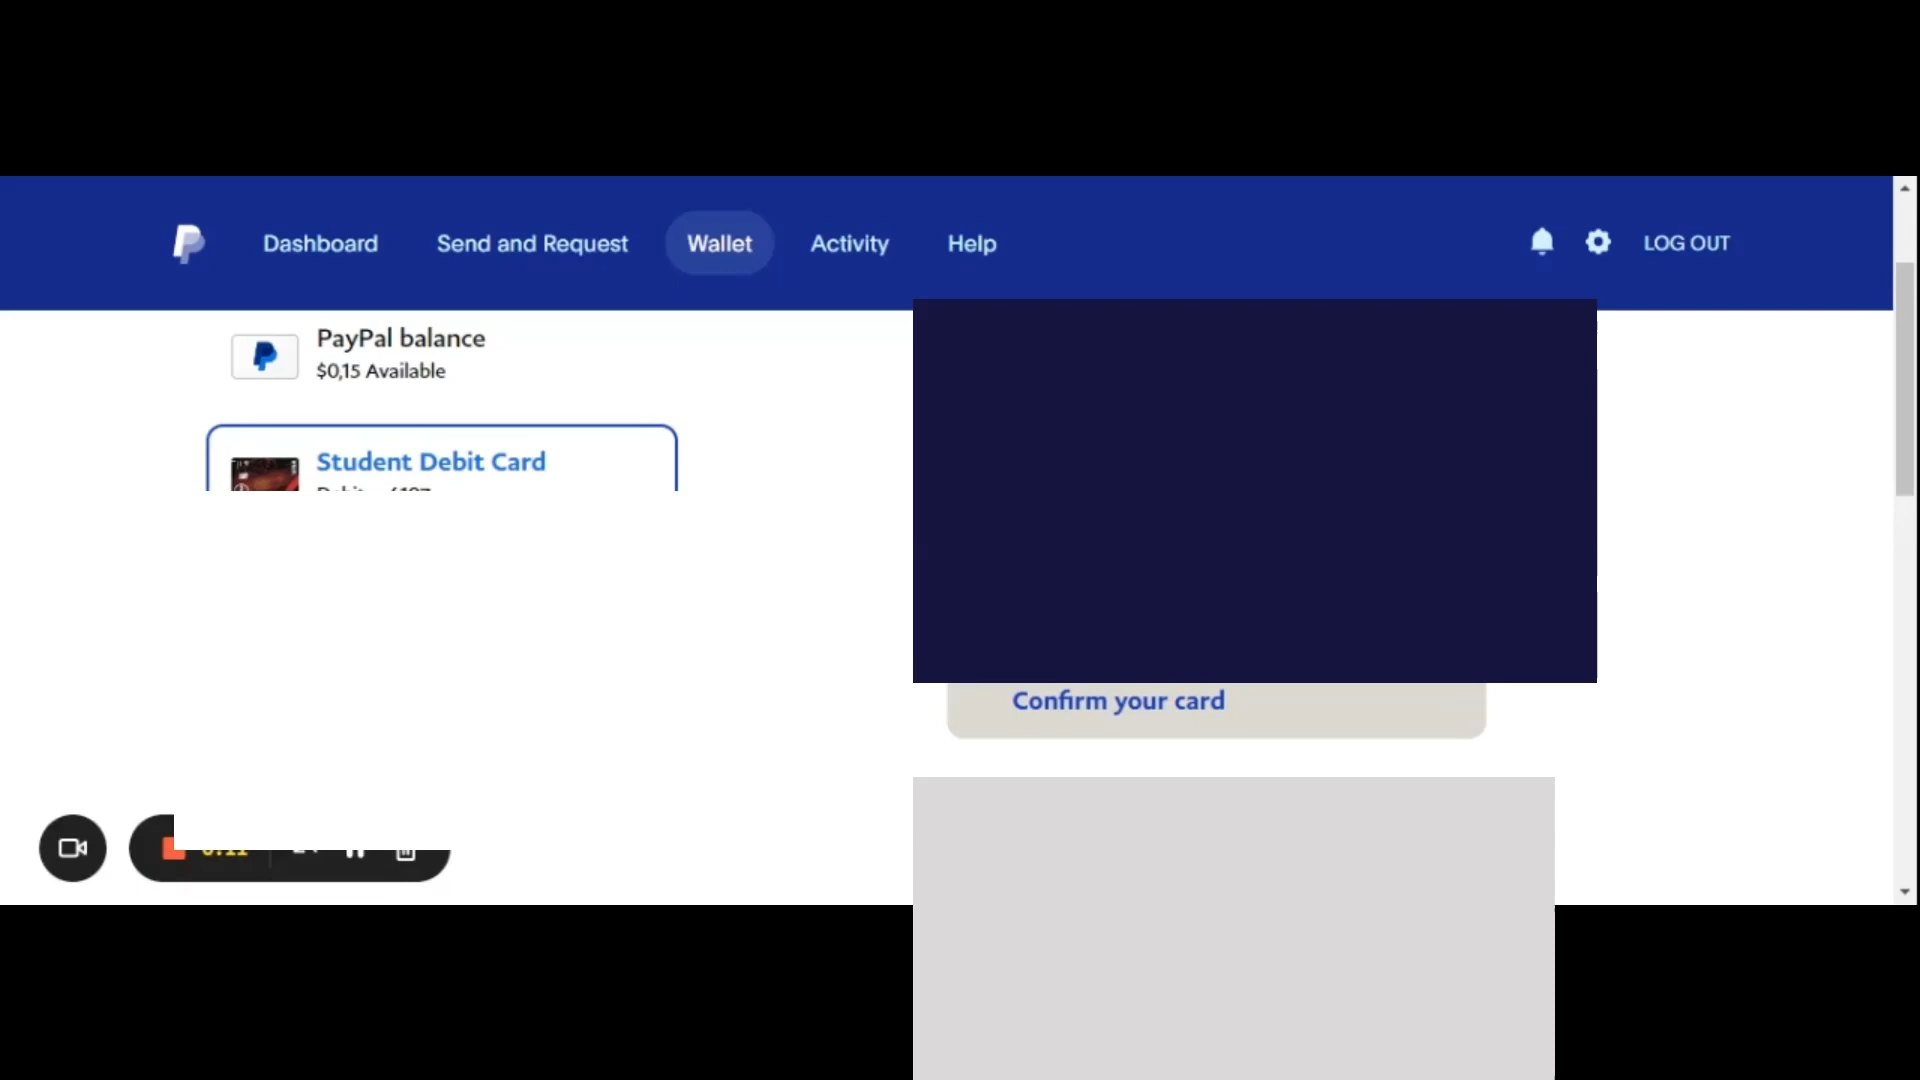 Dashboard
Send and Request
Wallet
Activity
Help
LOG OUT
PayPal balance
$0,15 Available
Student Debit Card
Confirm your card